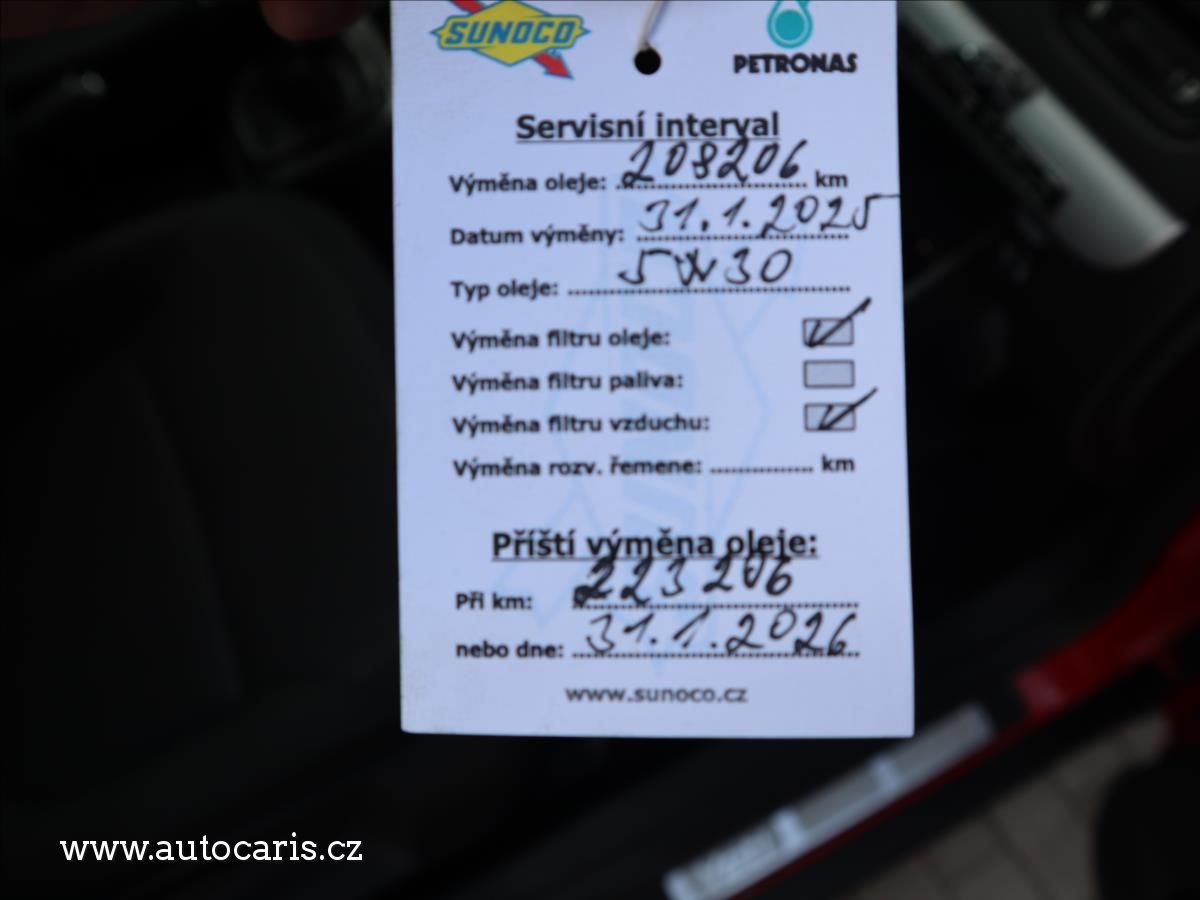 SUNOCO
PETRONAS
Servisní interval
Výměna oleje: 208206 km
Datum výměny: 31.1.2025
Typ oleje: 5W30
Výměna filtru oleje:
Výměna filtru paliva:
Výměna filtru vzduchu:
Výměna rozv. řemene: ............... km
Příští výměna oleje:
Při km: 223206
nebo dne: 31.1.2026
www.sunoco.cz
www.autocaris.cz